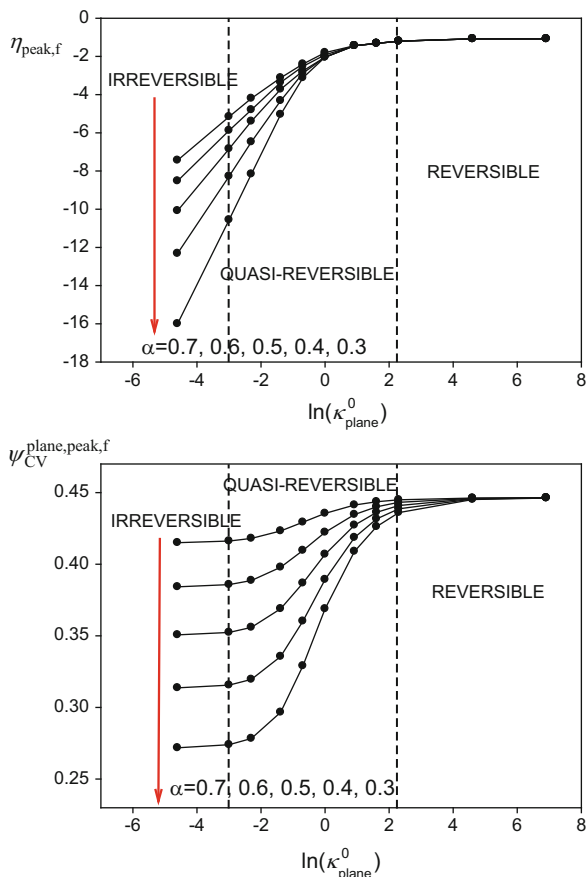 η_peak,f
0
-2
-4
-6
-8
-10
-12
-14
-16
-18
IRREVERSIBLE
REVERSIBLE
QUASI-REVERSIBLE
α=0.7, 0.6, 0.5, 0.4, 0.3
-6 -4 -2 0 2 4 6 8
ln(κ⁰_plane)
ψ_CV^plane,peak,f
0.45
0.40
0.35
0.30
0.25
QUASI-REVERSIBLE
IRREVERSIBLE
REVERSIBLE
α=0.7, 0.6, 0.5, 0.4, 0.3
-6 -4 -2 0 2 4 6 8
ln(κ⁰_plane)